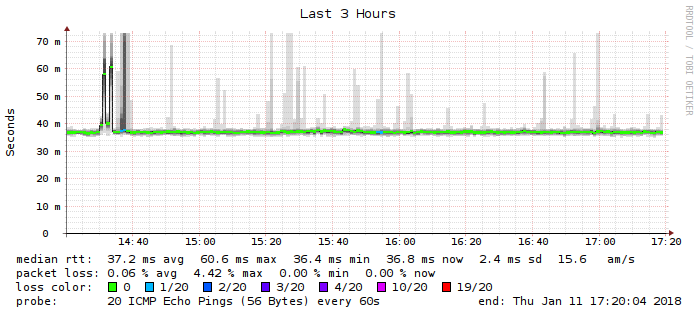 Last 3 Hours
RRDTOOL / TOBI OETIKER
Seconds
70 m
60 m
50 m
40 m
30 m
20 m
10 m
0
14:40 15:00 15:20 15:40 16:00 16:20 16:40 17:00 17:20
median rtt: 37.2 ms avg 60.6 ms max 36.4 ms min 36.8 ms now 2.4 ms sd 15.6 am/s
packet loss: 0.06 % avg 4.42 % max 0.00 % min 0.00 % now
loss color: 0 1/20 2/20 3/20 4/20 10/20 19/20
probe: 20 ICMP Echo Pings (56 Bytes) every 60s end: Thu Jan 11 17:20:04 2018